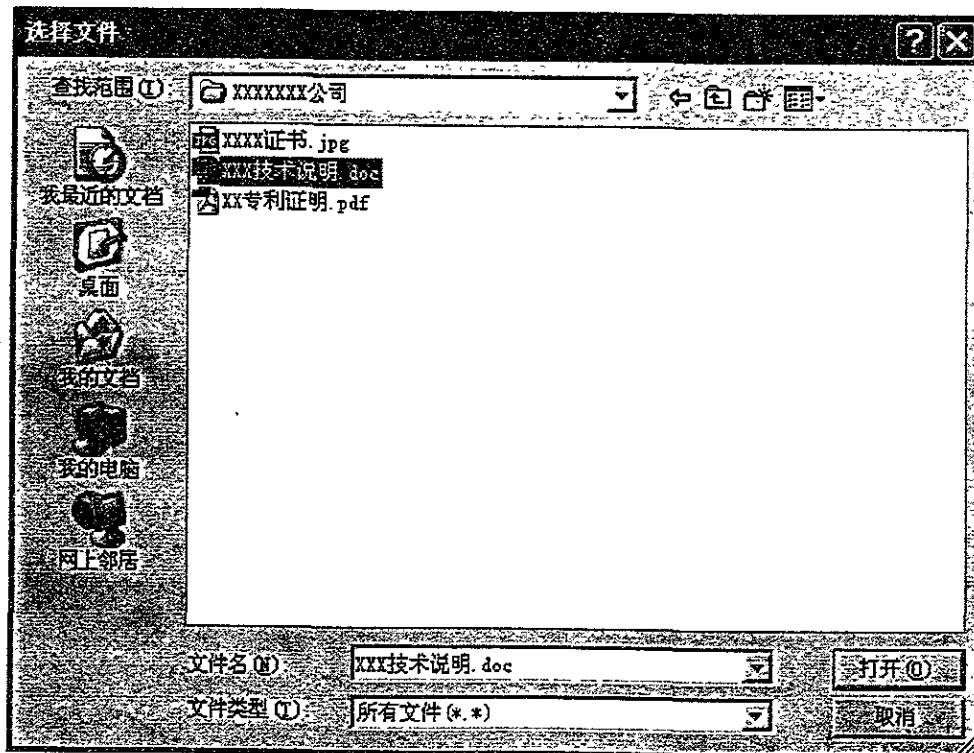 选择文件
查找范围(I):
XXXXXXX公司
XXXX证书.jpg
XXX技术说明.doc
XX专利证明.pdf
我最近的文档
桌面
我的文档
我的电脑
网上邻居
文件名(N):
XXX技术说明.doc
打开(O)
文件类型(T):
所有文件(*.*)
取消